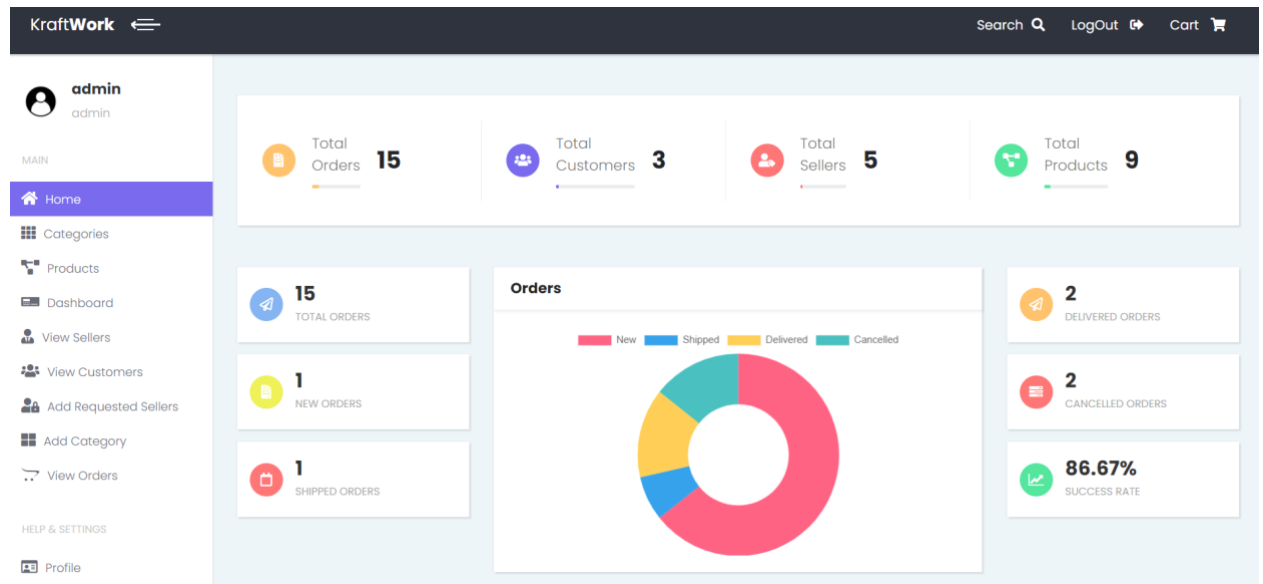 KraftWork
Search
LogOut
Cart
admin
admin
MAIN
Home
Categories
Products
Dashboard
View Sellers
View Customers
Add Requested Sellers
Add Category
View Orders
HELP & SETTINGS
Profile
Total
Orders 15
Total
Customers 3
Total
Sellers 5
Total
Products 9
15
TOTAL ORDERS
1
NEW ORDERS
1
SHIPPED ORDERS
Orders
New Shipped Delivered Cancelled
2
DELIVERED ORDERS
2
CANCELLED ORDERS
86.67%
SUCCESS RATE